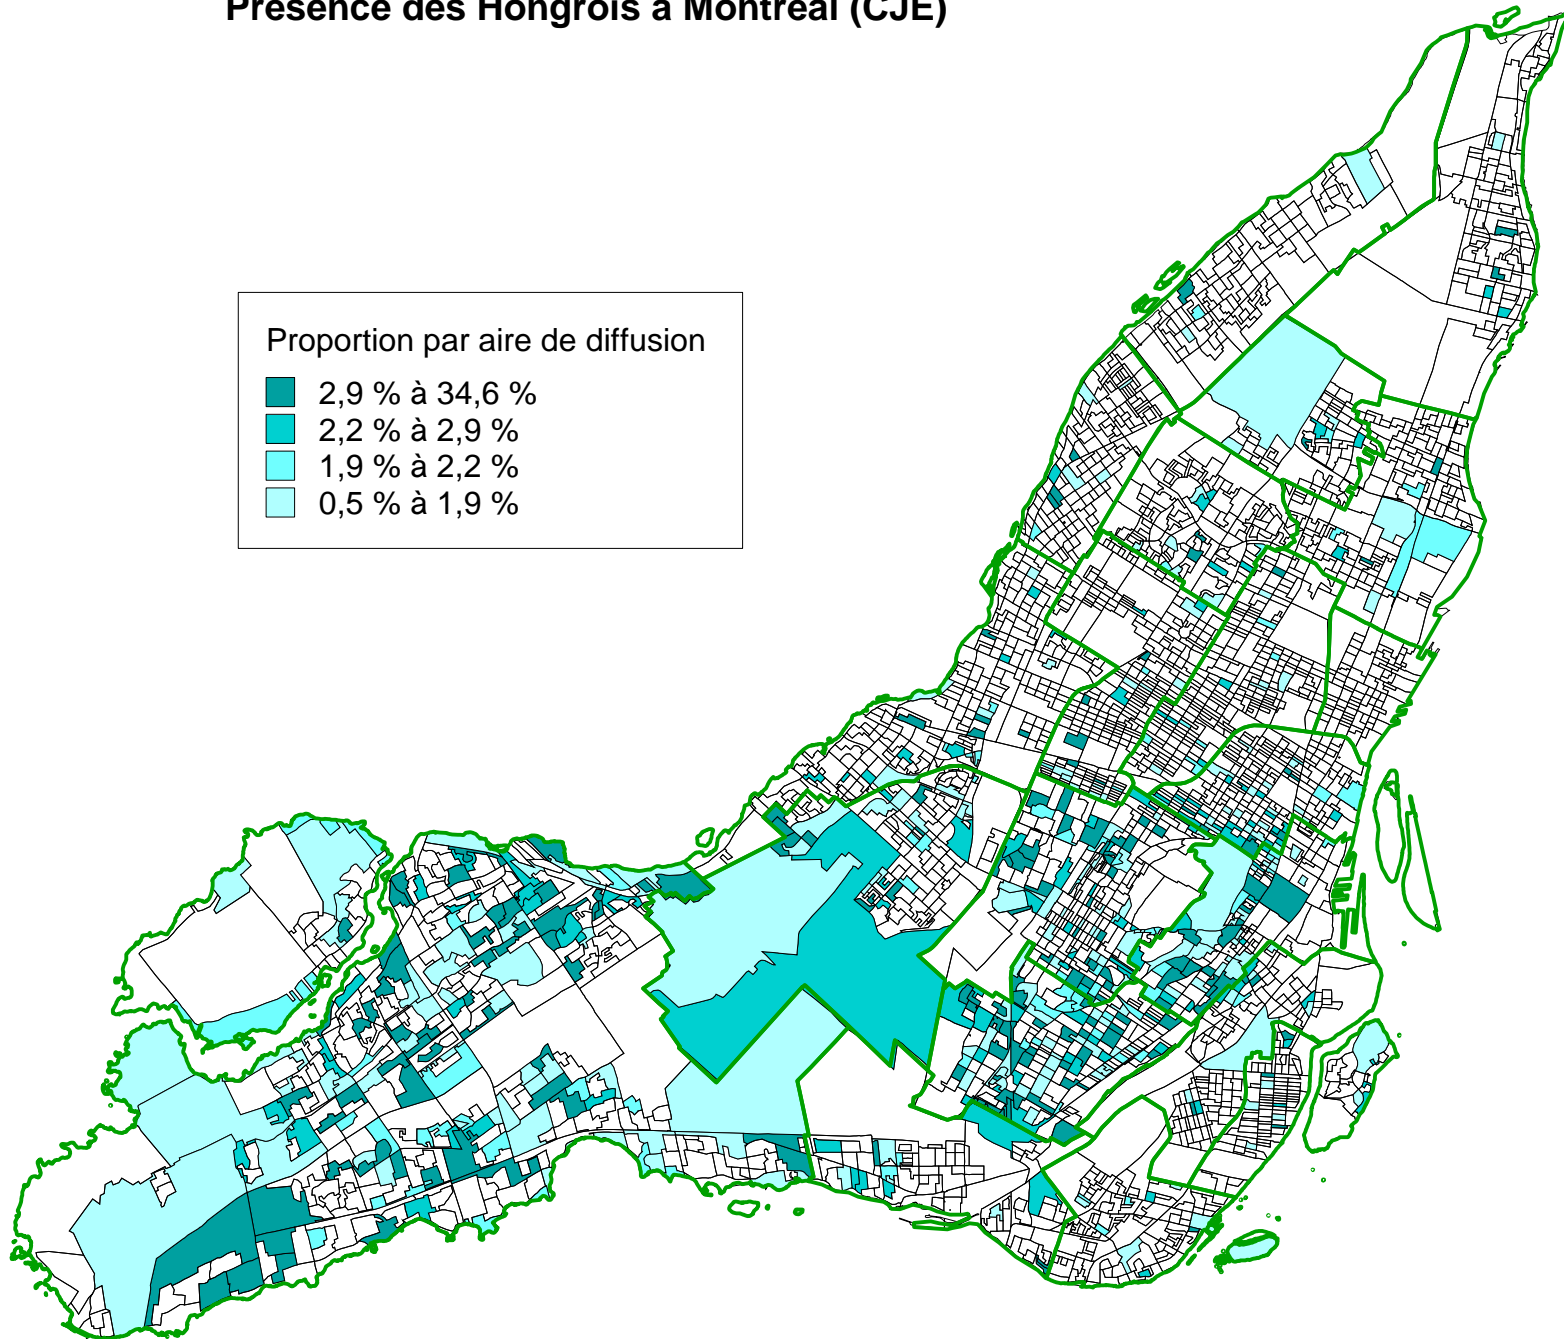 Présence des Hongrois à Montréal (CJE)
Proportion par aire de diffusion
2,9 % à 34,6 %
2,2 % à 2,9 %
1,9 % à 2,2 %
0,5 % à 1,9 %